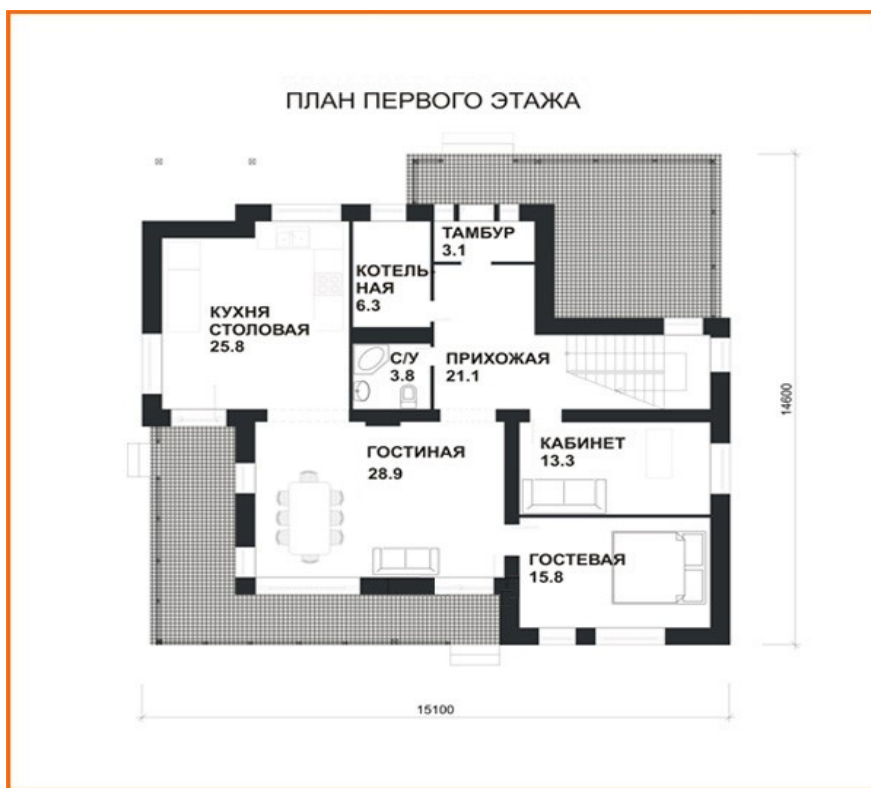 ПЛАН ПЕРВОГО ЭТАЖА
ТАМБУР
3.1
КОТЕЛЬ
НАЯ
6.3
КУХНЯ
СТОЛОВАЯ
25.8
С/У
3.8
ПРИХОЖАЯ
21.1
14600
ГОСТИНАЯ
28.9
КАБИНЕТ
13.3
ГОСТЕВАЯ
15.8
15100